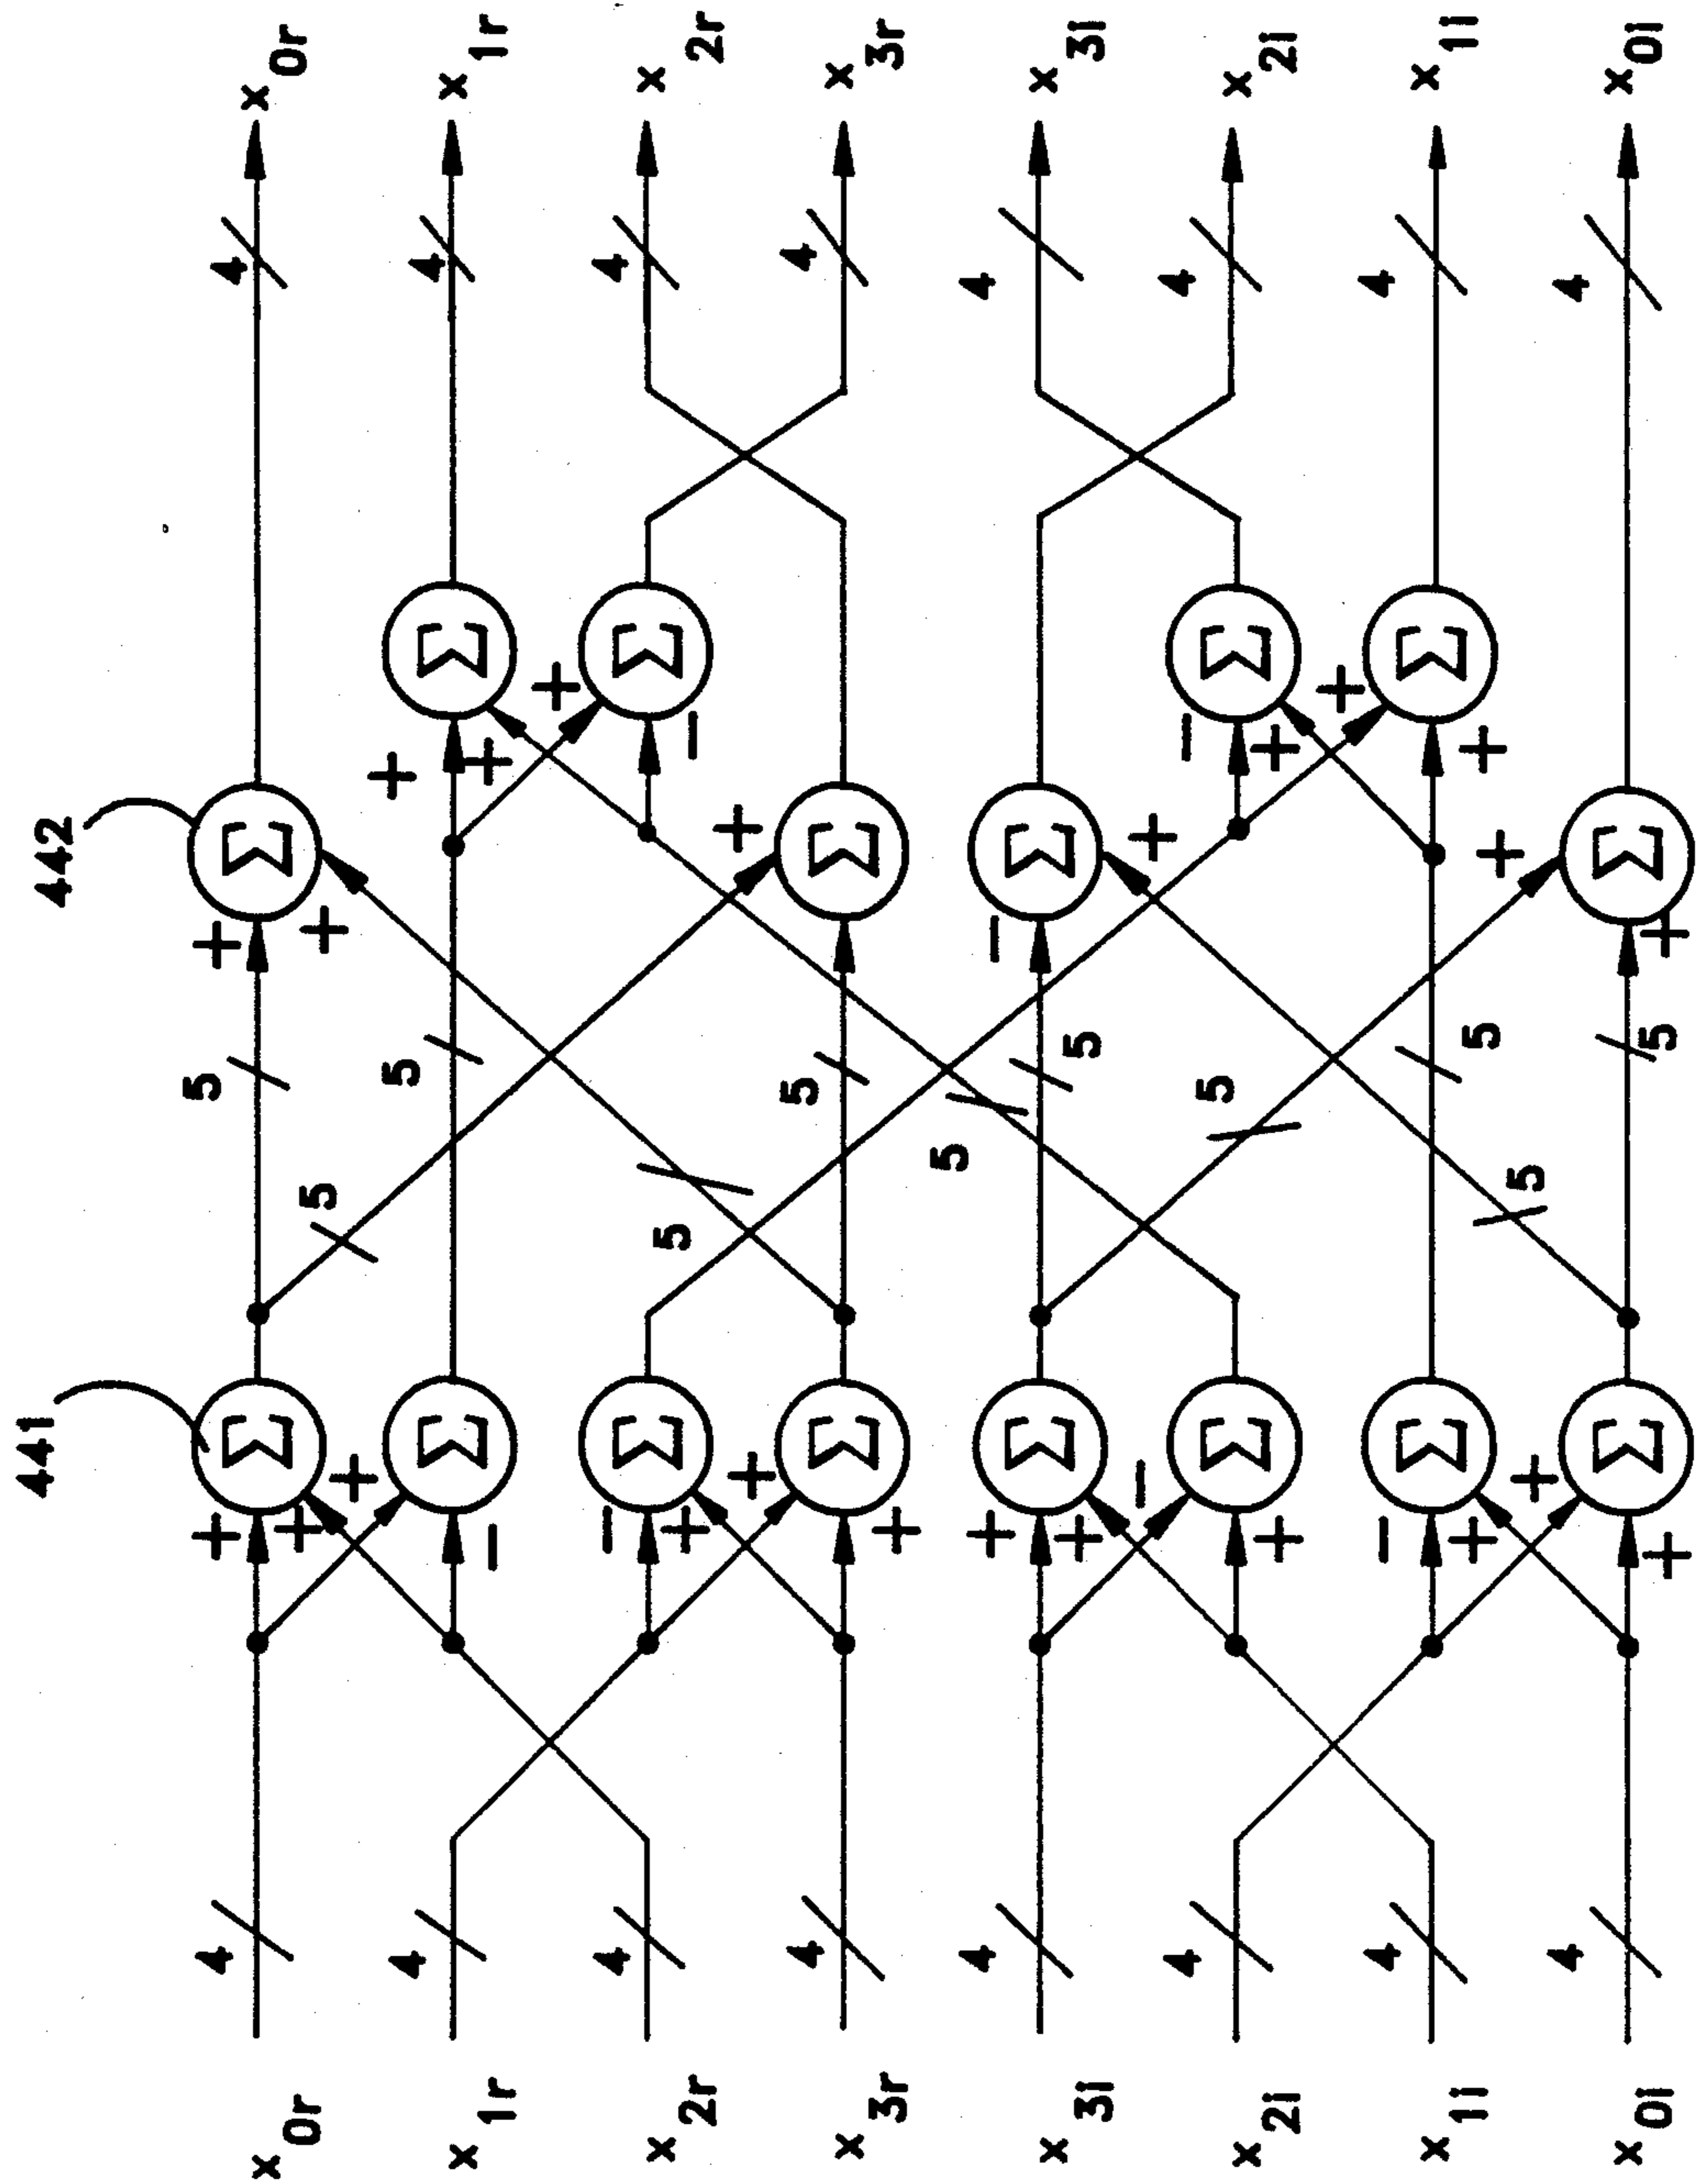 x0r x1r x2r x3r x3i x2i x1i x0i
4 4 4 4 4 4 4 4
Σ Σ Σ Σ
+ +
+ + − − + +
442
+ + +
Σ Σ Σ Σ
+ + − +
5 5 5 5 5 5
5 5 5 5 5
441
Σ Σ Σ Σ Σ Σ Σ Σ
+ + − +
+ + − − + + + + + − + +
4 4 4 4 4 4 4 4
x0r x1r x2r x3r x3i x2i x1i x0i